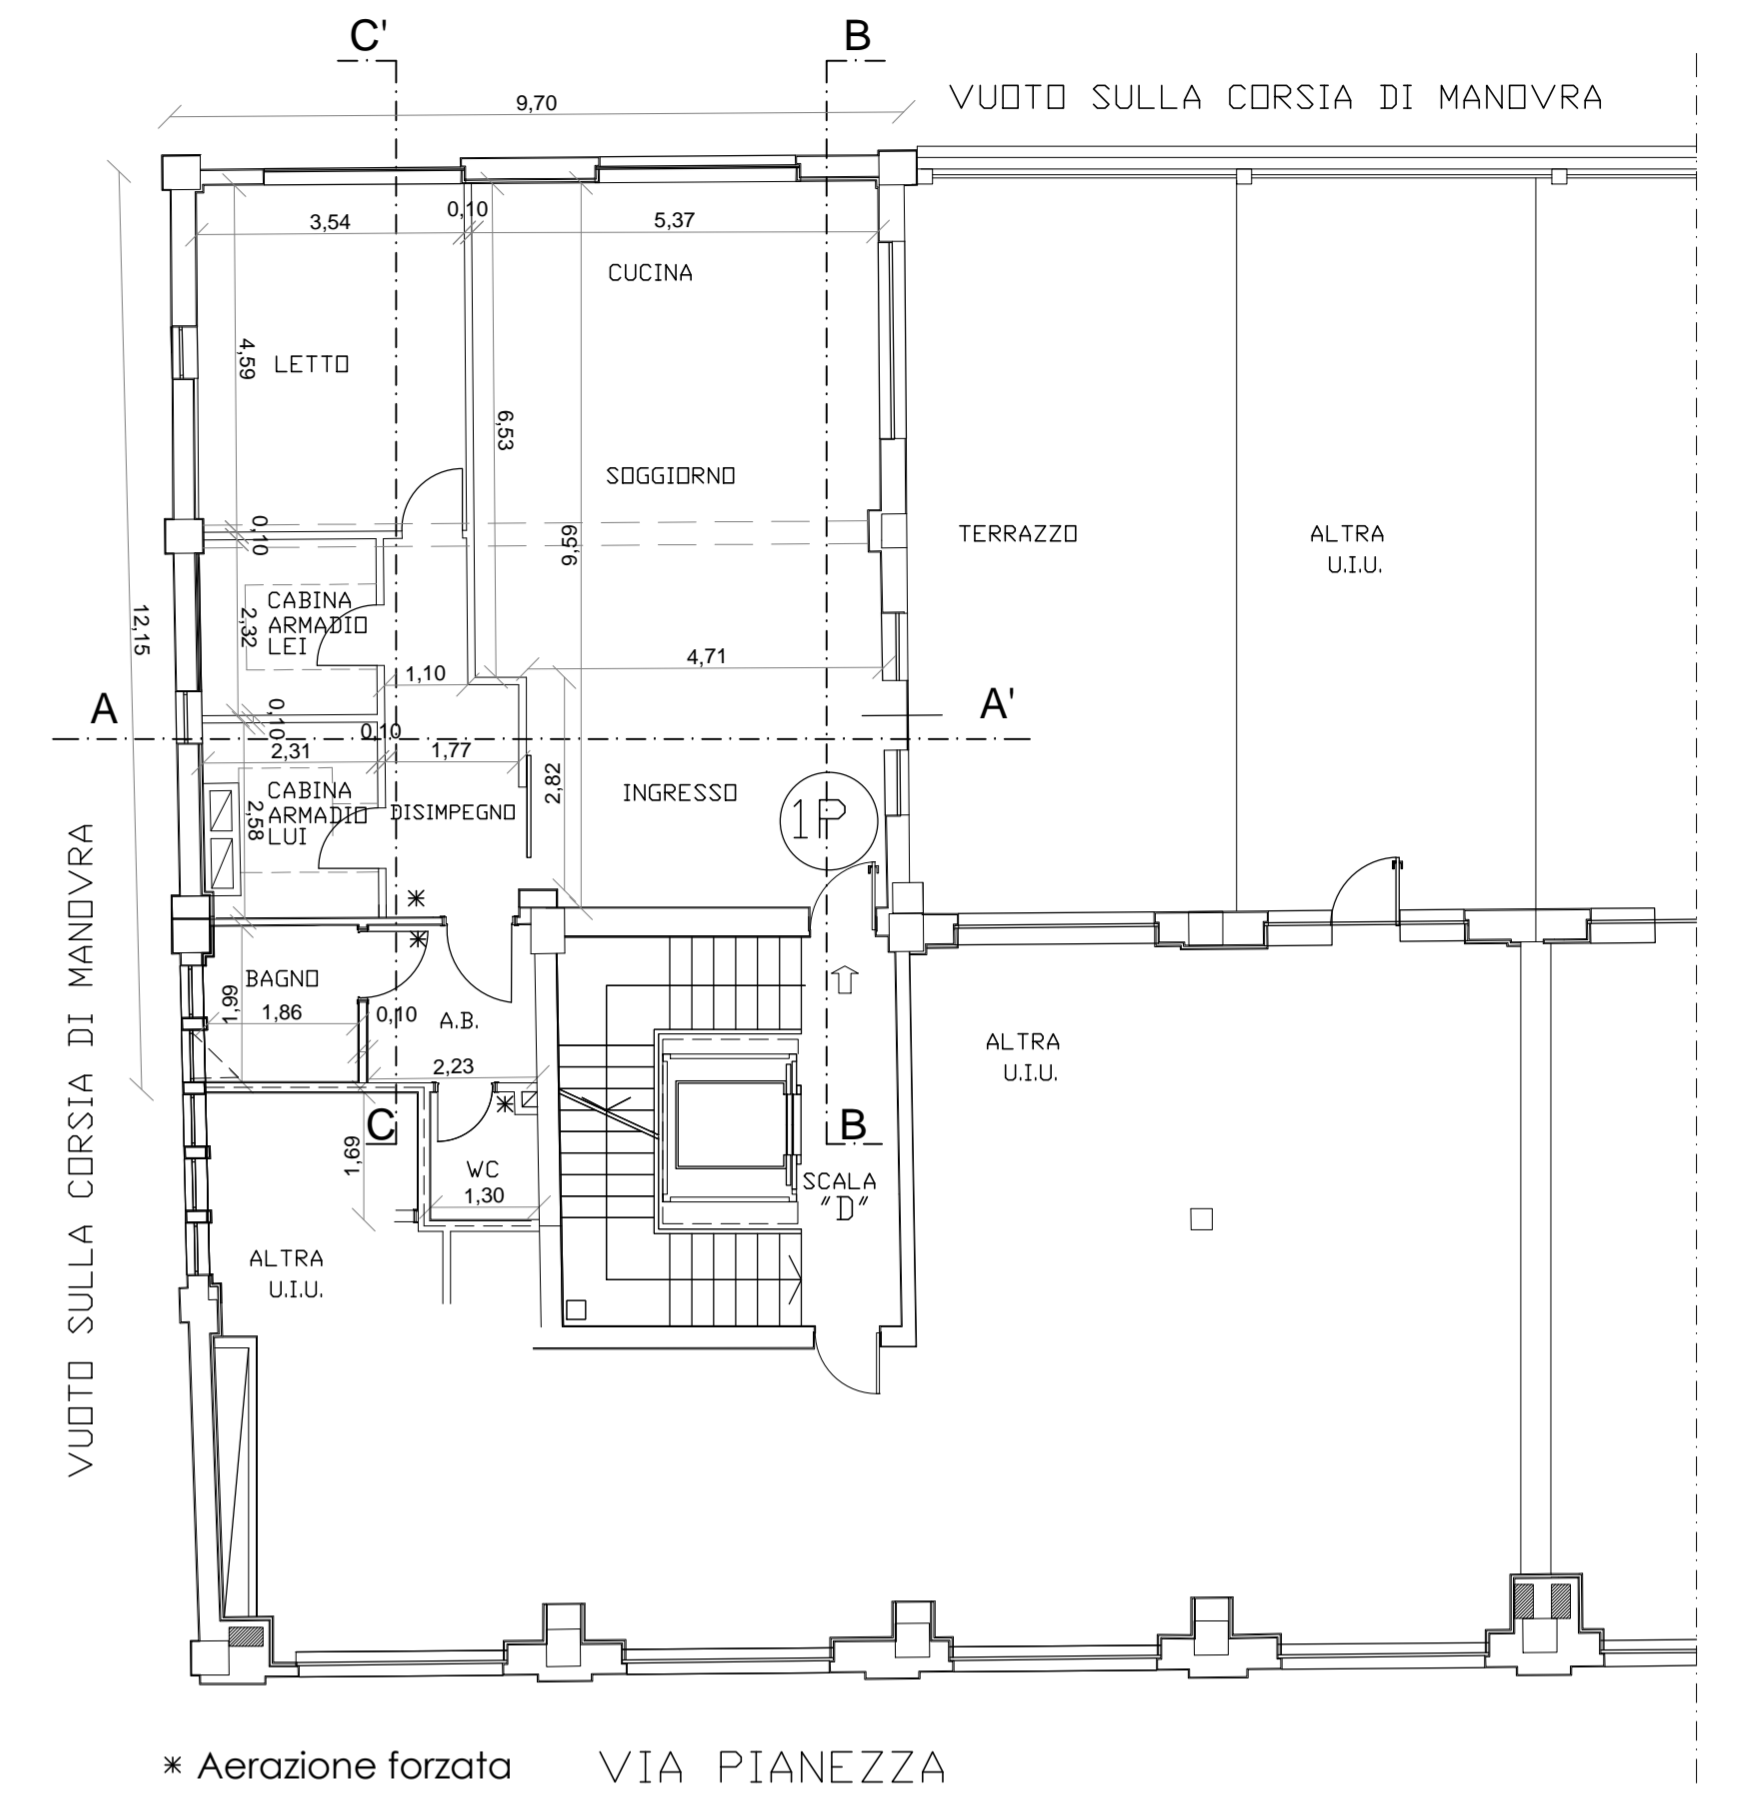 C'
B
9,70
VUOTO SULLA CORSIA DI MANOVRA
3,54
0,10
5,37
CUCINA
4,59
LETTO
6,53
SOGGIORNO
0,10
9,59
TERRAZZO
ALTRA
U.I.U.
CABINA
ARMADIO
LEI
2,32
12,15
4,71
1,10
A
A'
0,10
0,10
2,31
1,77
2,82
INGRESSO
1P
CABINA
ARMADIO
LUI
2,58
DISIMPEGNO
*
*
BAGNO
1,99
1,86
0,10
A.B.
2,23
ALTRA
U.I.U.
*
C
B
1,69
WC
1,30
SCALA
"D"
ALTRA
U.I.U.
VUOTO SULLA CORSIA DI MANOVRA
* Aerazione forzata
VIA PIANEZZA